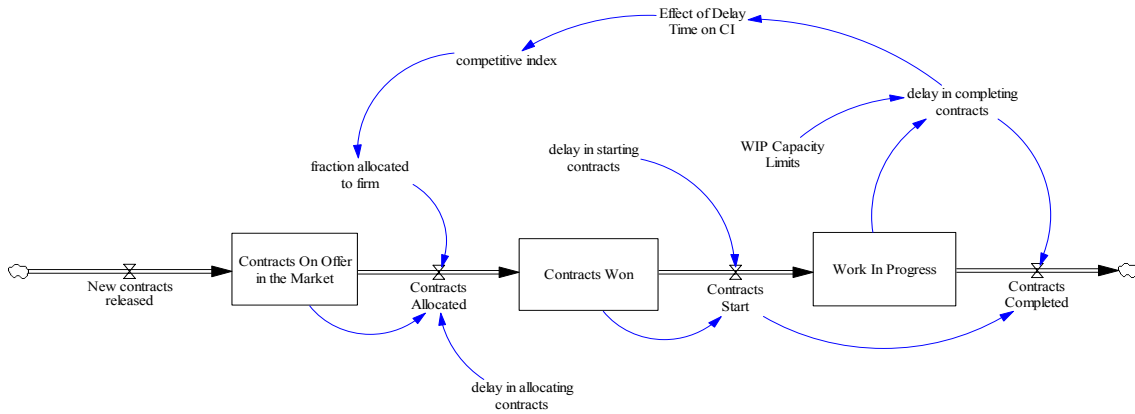 Effect of Delay
Time on CI
competitive index
delay in completing
contracts
WIP Capacity
Limits
delay in starting
contracts
fraction allocated
to firm
Contracts On Offer
in the Market
Contracts Won
Work In Progress
New contracts
released
Contracts
Allocated
Contracts
Start
Contracts
Completed
delay in allocating
contracts